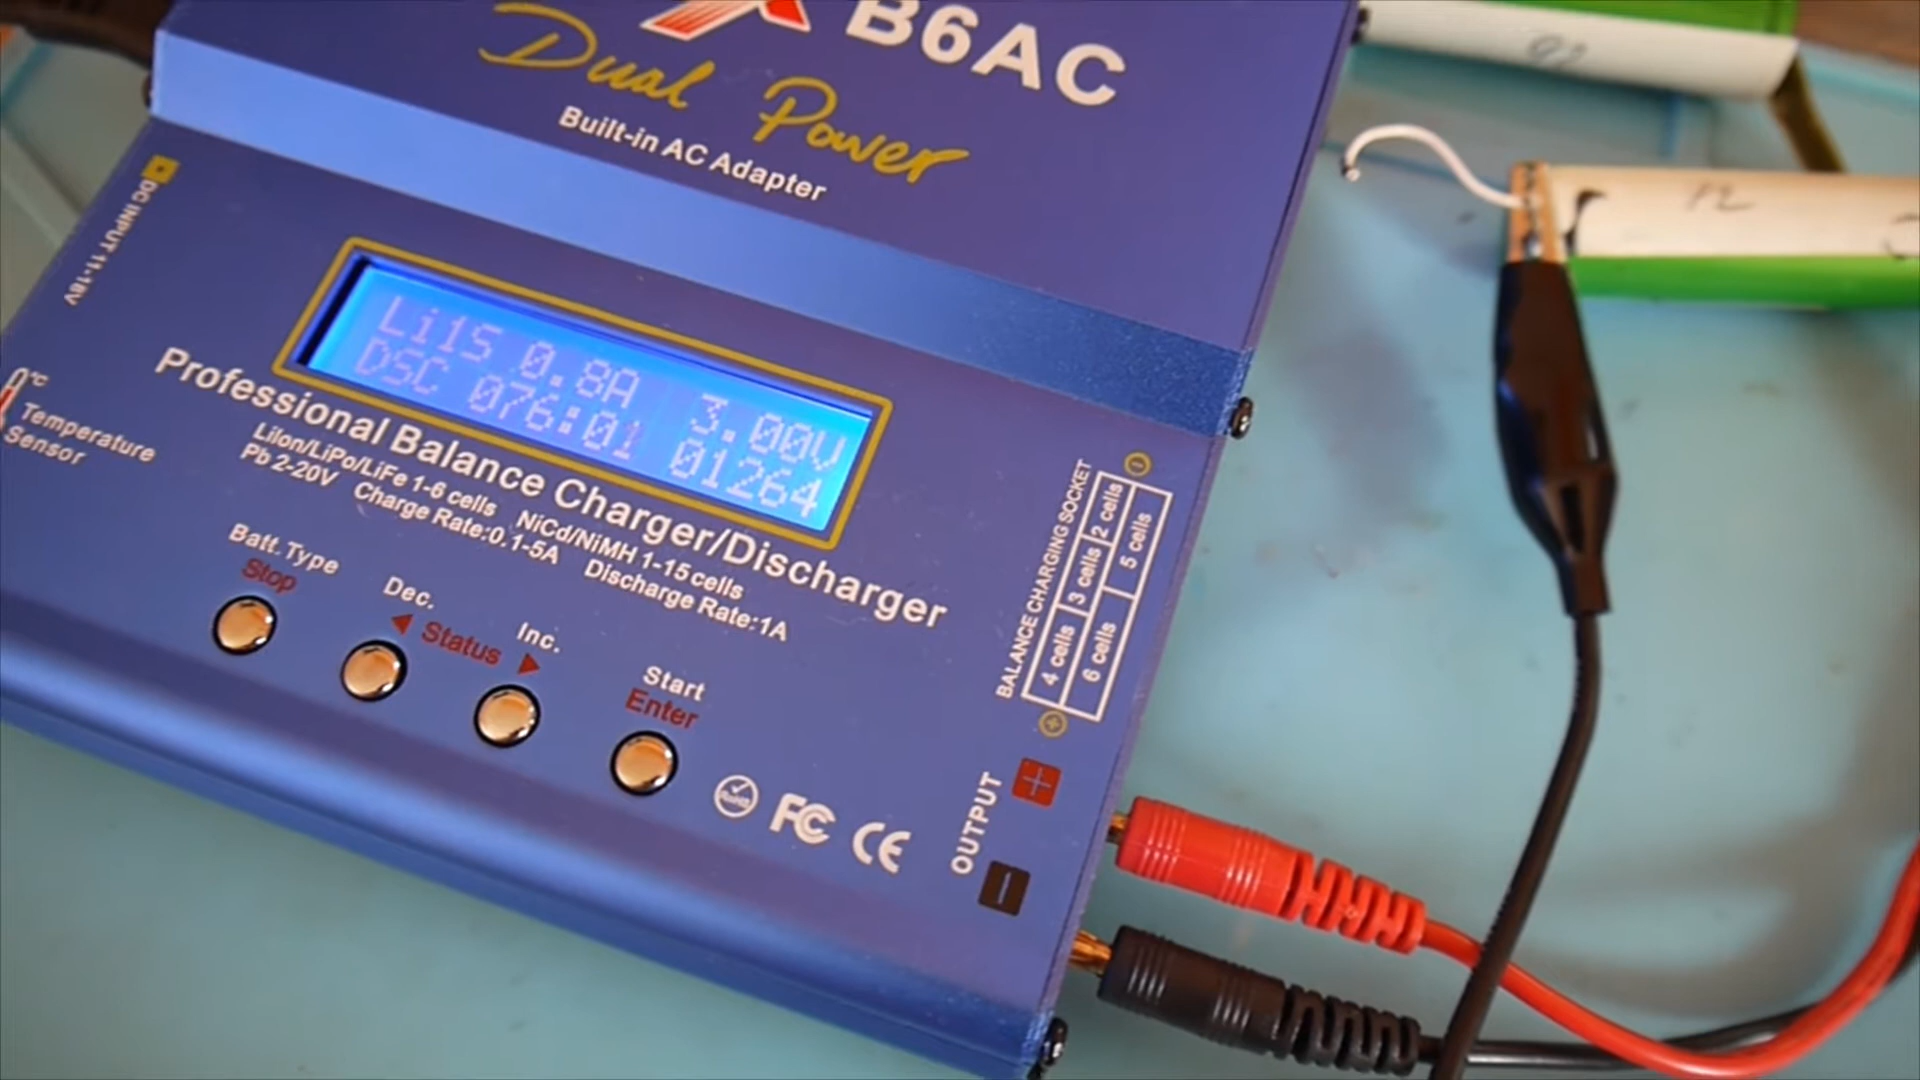 B6AC
Dual Power
Built-in AC Adapter
DC INPUT 11-18V
Li1S 0.8A 3.00V
DSC 076:01 01264
°C
Temperature
Sensor
Professional Balance Charger/Discharger
LiIon/LiPo/LiFe 1-6 cells NiCd/NiMH 1-15cells
Pb 2-20V Charge Rate:0.1-5A Discharge Rate:1A
Batt. Type
Stop
Dec.
Status
Inc.
Start
Enter
BALANCE CHARGING SOCKET
2 cells
3 cells
4 cells
5 cells
6 cells
OUTPUT
+
-
RoHS
FC
CE